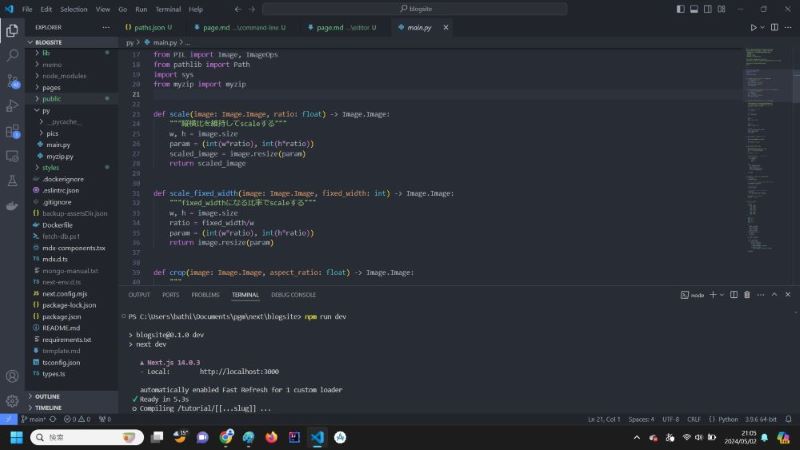 File Edit Selection View Go Run Terminal Help
blogsite
EXPLORER
paths.json U
page.md ...\command-line U
page.md ...\editor U
main.py
BLOGSITE
lib
memo
node_modules
pages
public
py
__pycache__
pics
main.py
myzip.py
styles
.dockerignore
.eslintrc.json
.gitignore
backup-assetsDir.json
Dockerfile
fetch-db.ps1
mdx-components.tsx
mdx.d.ts
mongo-manual.txt
next-env.d.ts
next.config.mjs
package-lock.json
package.json
README.md
requirements.txt
template.md
tsconfig.json
types.ts
OUTLINE
TIMELINE
py > main.py > ...
17 from PIL import Image, ImageOps
18 from pathlib import Path
19 import sys
20 from myzip import myzip
21
22
23 def scale(image: Image.Image, ratio: float) -> Image.Image:
24 """縦横比を維持してscaleする"""
25 w, h = image.size
26 param = (int(w*ratio), int(h*ratio))
27 scaled_image = image.resize(param)
28 return scaled_image
29
30
31 def scale_fixed_width(image: Image.Image, fixed_width: int) -> Image.Image:
32 """fixed_widthになる比率でscaleする"""
33 w, h = image.size
34 ratio = fixed_width/w
35 param = (int(w*ratio), int(h*ratio))
36 return image.resize(param)
37
38
39 def crop(image: Image.Image, aspect_ratio: float) -> Image.Image:
40 """
OUTPUT PORTS PROBLEMS TERMINAL DEBUG CONSOLE
node
PS C:\Users\bathi\Documents\pgm\next\blogsite> npm run dev
> blogsite@0.1.0 dev
> next dev
▲ Next.js 14.0.3
- Local: http://localhost:3000
automatically enabled Fast Refresh for 1 custom loader
✓ Ready in 5.3s
○ Compiling /tutorial/[[...slug]] ...
main* 0 0 0 Ln 21, Col 1 Spaces: 4 UTF-8 CRLF Python 3.9.6 64-bit
検索
15°
21:05
2024/05/02